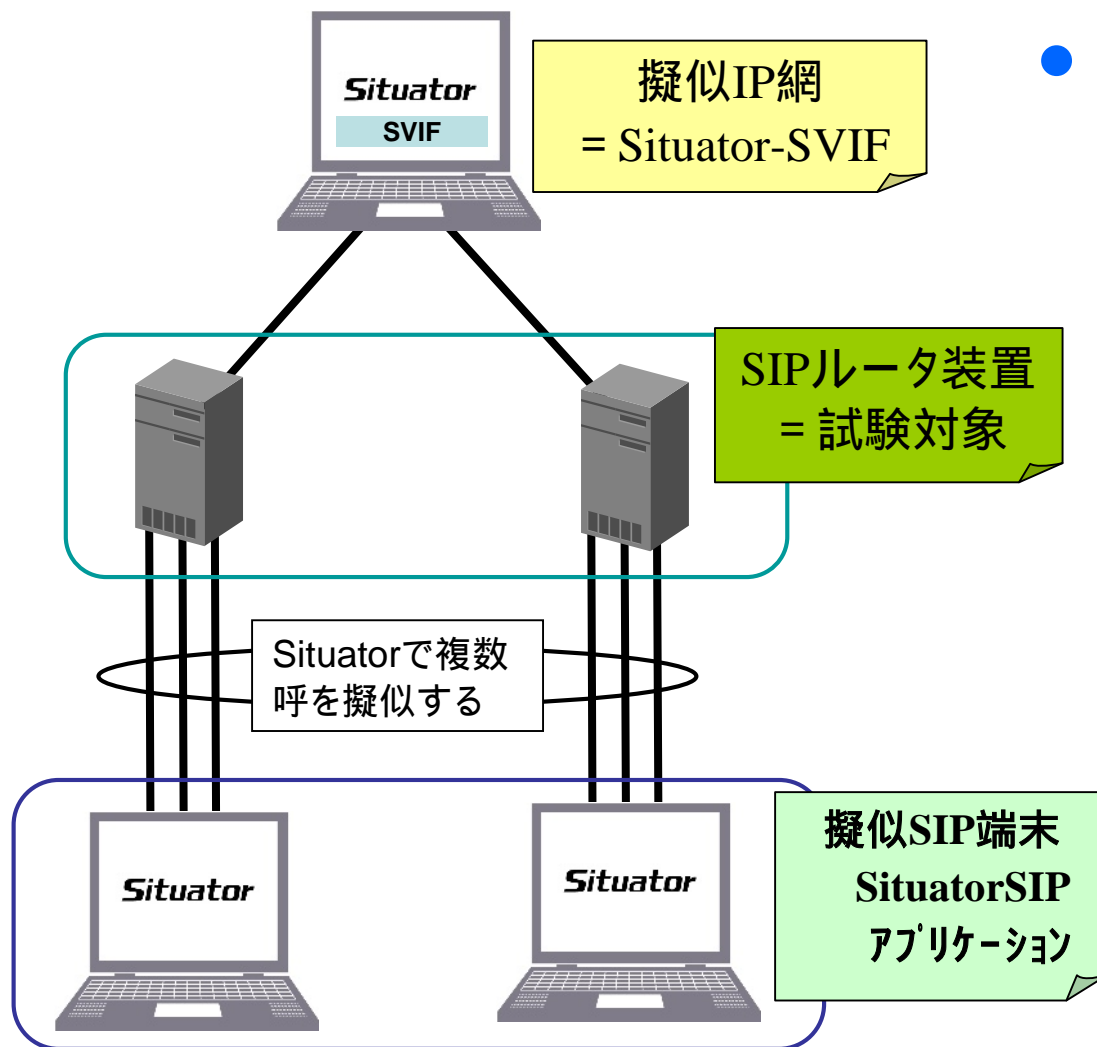 Situator
SVIF
擬似IP網
= Situator-SVIF
SIPルータ装置
= 試験対象
Situatorで複数
呼を擬似する
Situator
Situator
擬似SIP端末
SituatorSIP
ｱﾌﾟﾘｹｰｼｮﾝ